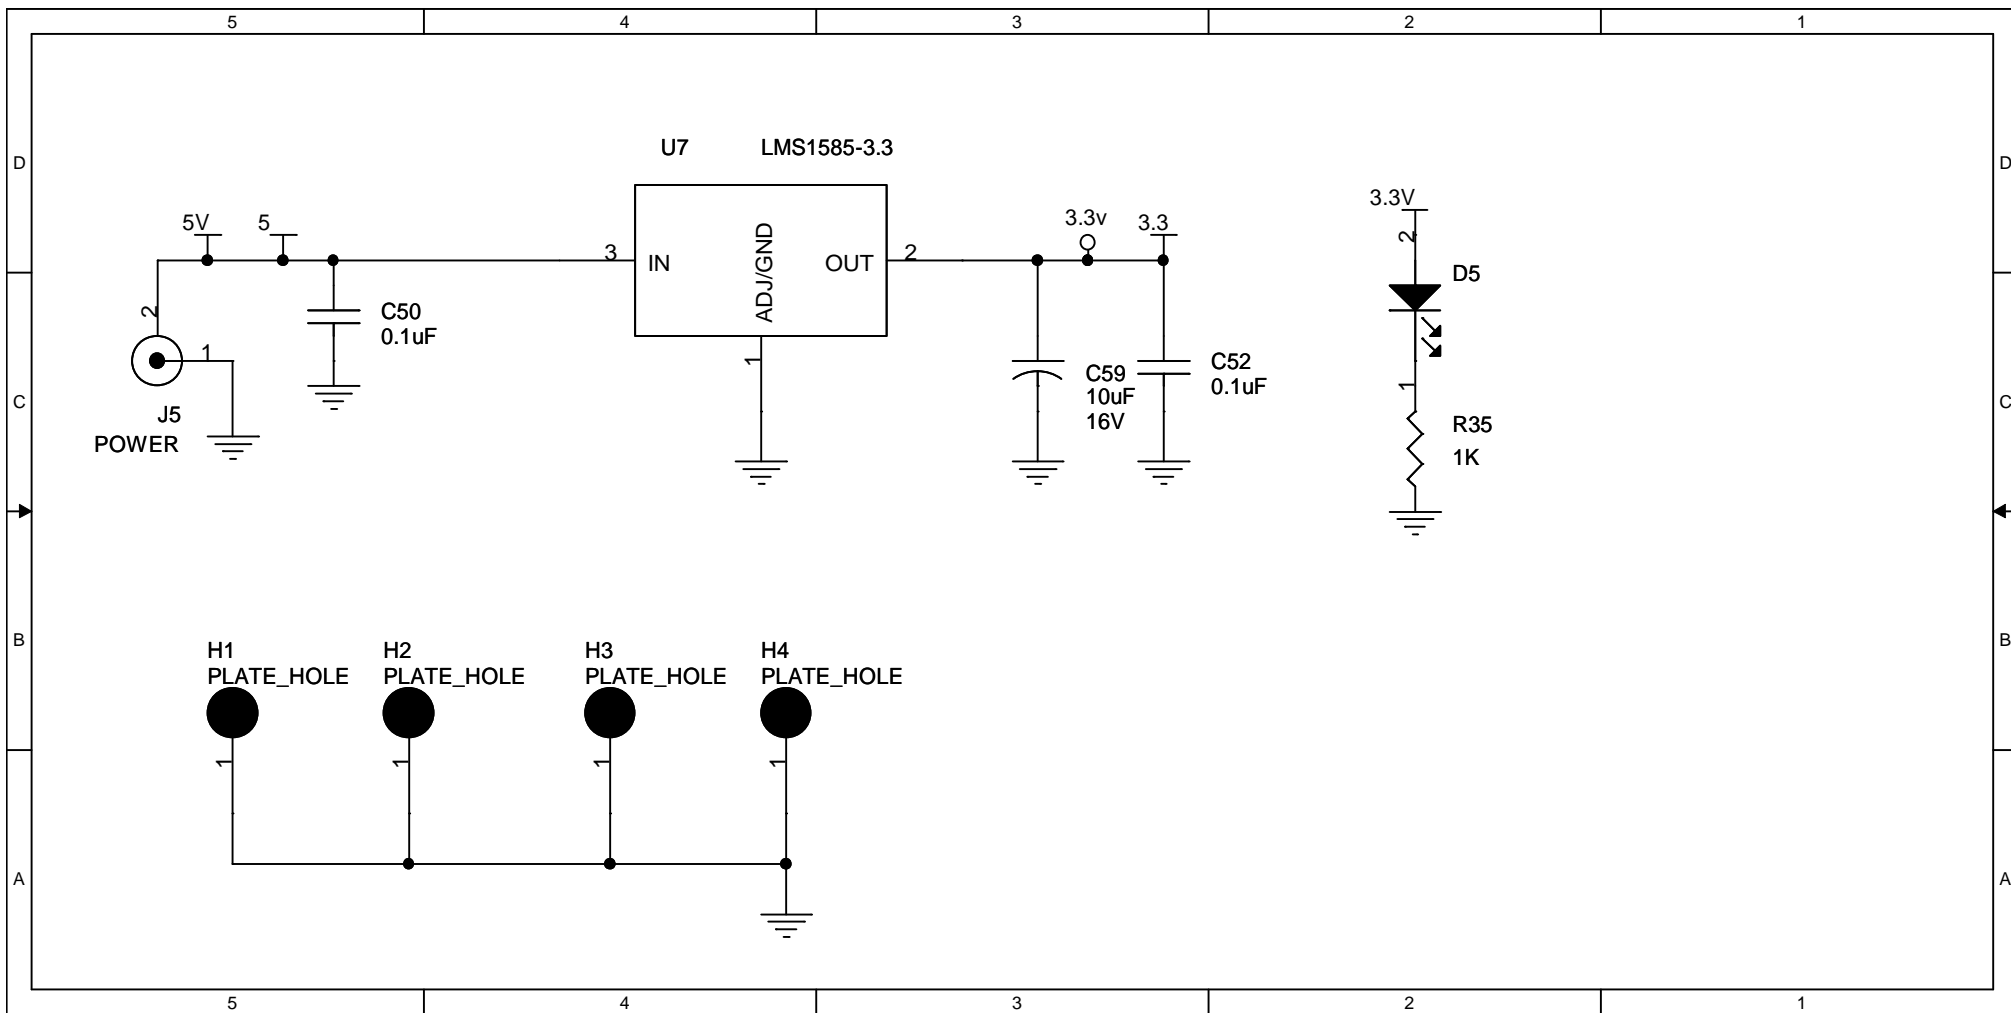 5 4 3 2 1
D
D
U7 LMS1585-3.3
5V
5
3
IN
ADJ/GND
OUT
2
1
3.3v
3.3
3.3V
2
D5
1
R35
1K
2
1
J5
POWER
C50
0.1uF
C59
10uF
16V
C52
0.1uF
C
C
B
B
H1
PLATE_HOLE
1
H2
PLATE_HOLE
1
H3
PLATE_HOLE
1
H4
PLATE_HOLE
1
A
A
5 4 3 2 1